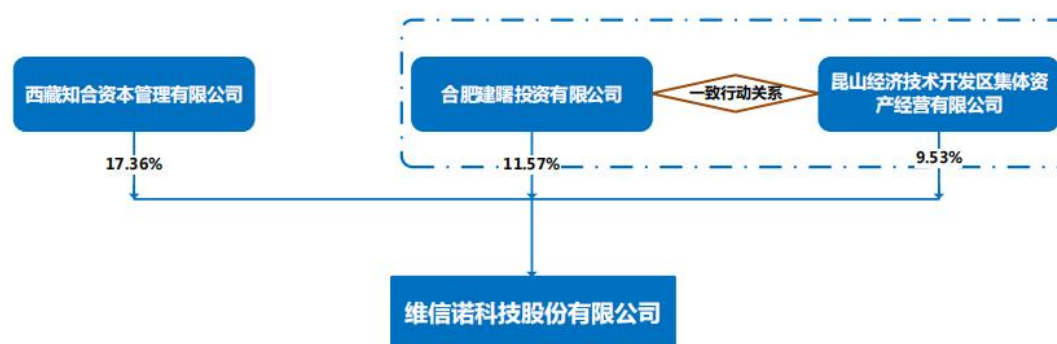 西藏知合资本管理有限公司
合肥建曙投资有限公司
一致行动关系
昆山经济技术开发区集体资
产经营有限公司
17.36%
11.57%
9.53%
维信诺科技股份有限公司